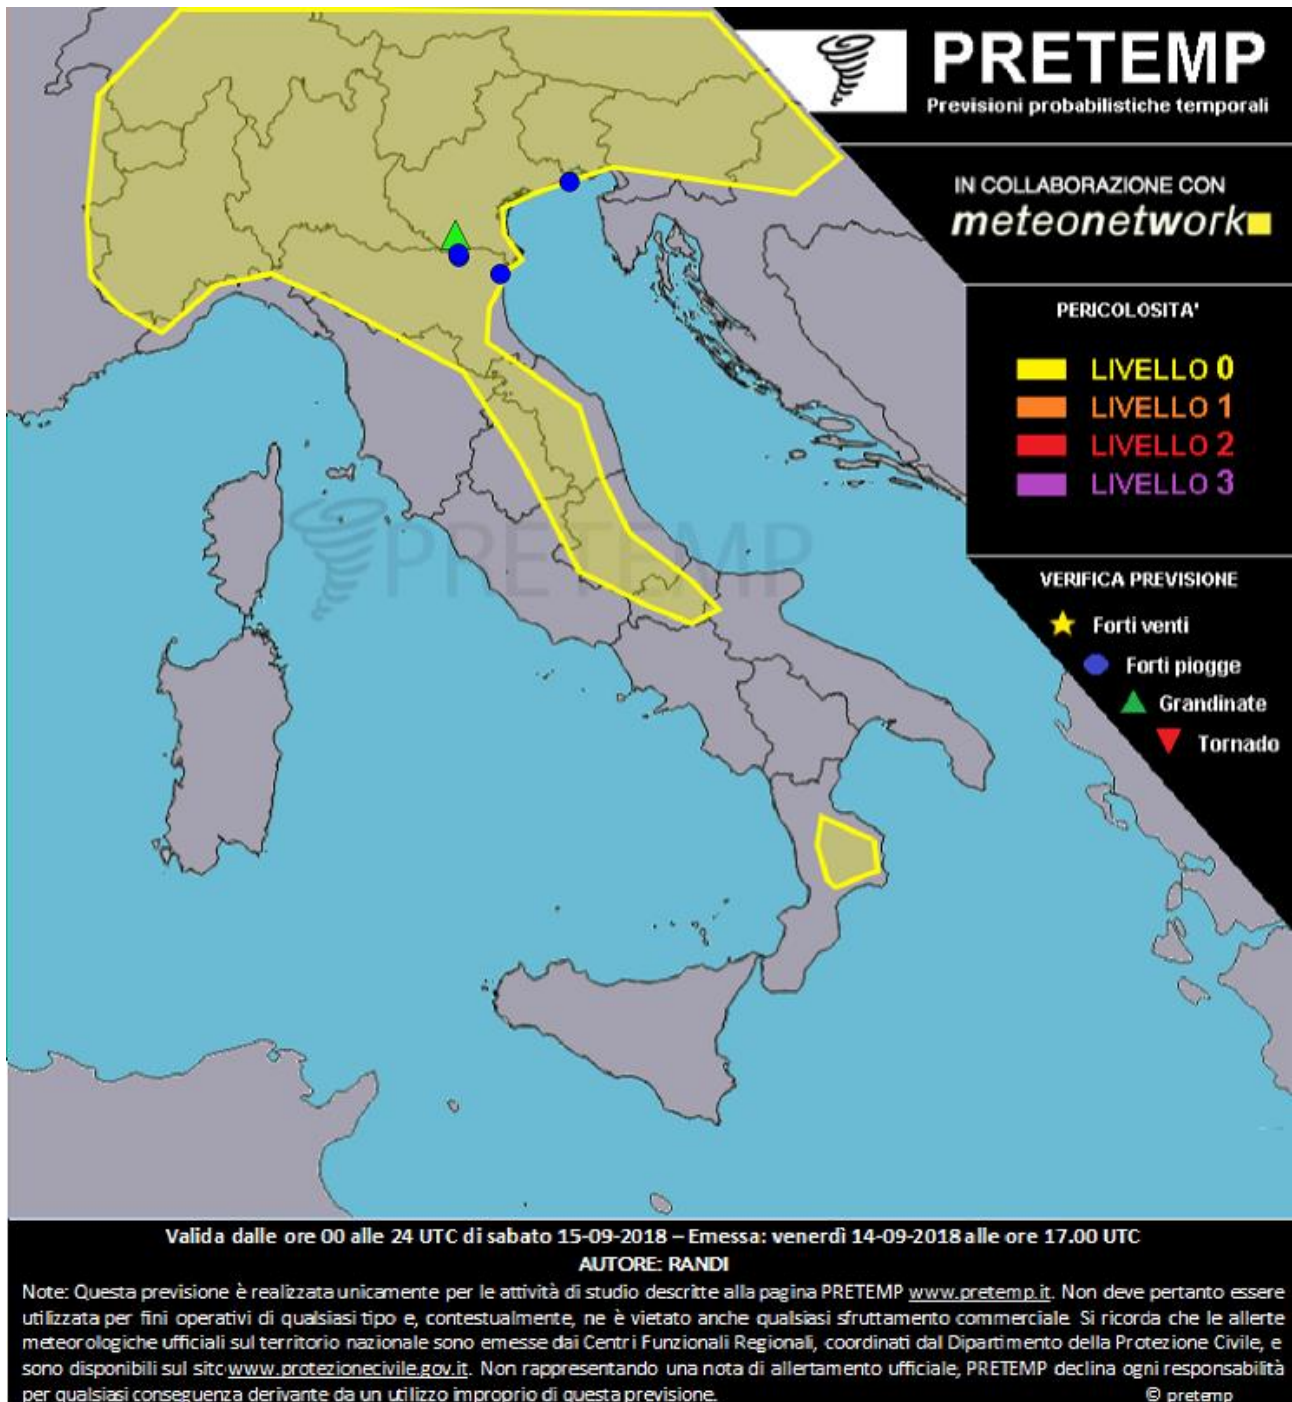 PRETEMP
Previsioni probabilistiche temporali
IN COLLABORAZIONE CON
meteonetwork
PERICOLOSITA'
LIVELLO 0
LIVELLO 1
LIVELLO 2
LIVELLO 3
PRETEMP
VERIFICA PREVISIONE
Forti venti
Forti piogge
Grandinate
Tornado
Valida dalle ore 00 alle 24 UTC di sabato 15-09-2018 – Emessa: venerdì 14-09-2018 alle ore 17.00 UTC
AUTORE: RANDI
Note: Questa previsione è realizzata unicamente per le attività di studio descritte alla pagina PRETEMP www.pretemp.it. Non deve pertanto essere
utilizzata per fini operativi di qualsiasi tipo e, contestualmente, ne è vietato anche qualsiasi sfruttamento commerciale. Si ricorda che le allerte
meteorologiche ufficiali sul territorio nazionale sono emesse dai Centri Funzionali Regionali, coordinati dal Dipartimento della Protezione Civile, e
sono disponibili sul sito www.protezionecivile.gov.it. Non rappresentando una nota di allertamento ufficiale, PRETEMP declina ogni responsabilità
per qualsiasi conseguenza derivante da un utilizzo improprio di questa previsione.
© pretemp